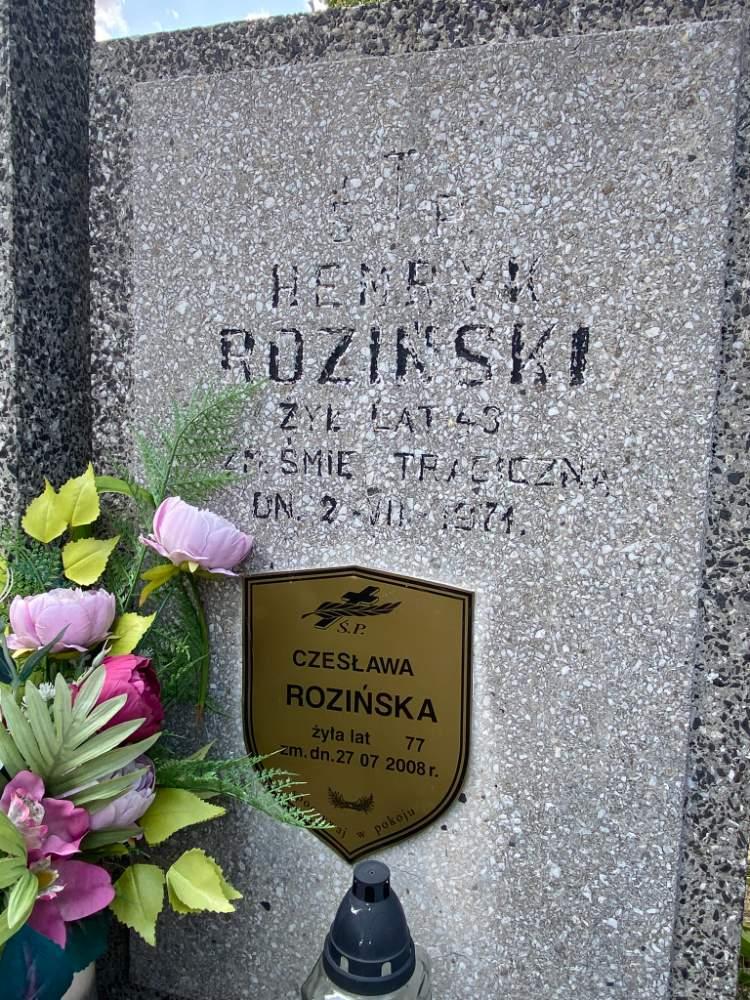 Ś † P
HENRYK
ROZIŃSKI
ŻYŁ LAT 43
ZM. ŚMIE TRAGICZNĄ
DN. 2-VII-1971.
Ś.P.
CZESŁAWA
ROZIŃSKA
żyła lat 77
zm. dn. 27 07 2008 r.
w pokoju